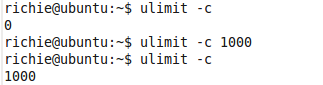 richie@ubuntu:~$ ulimit -c
0
richie@ubuntu:~$ ulimit -c 1000
richie@ubuntu:~$ ulimit -c
1000